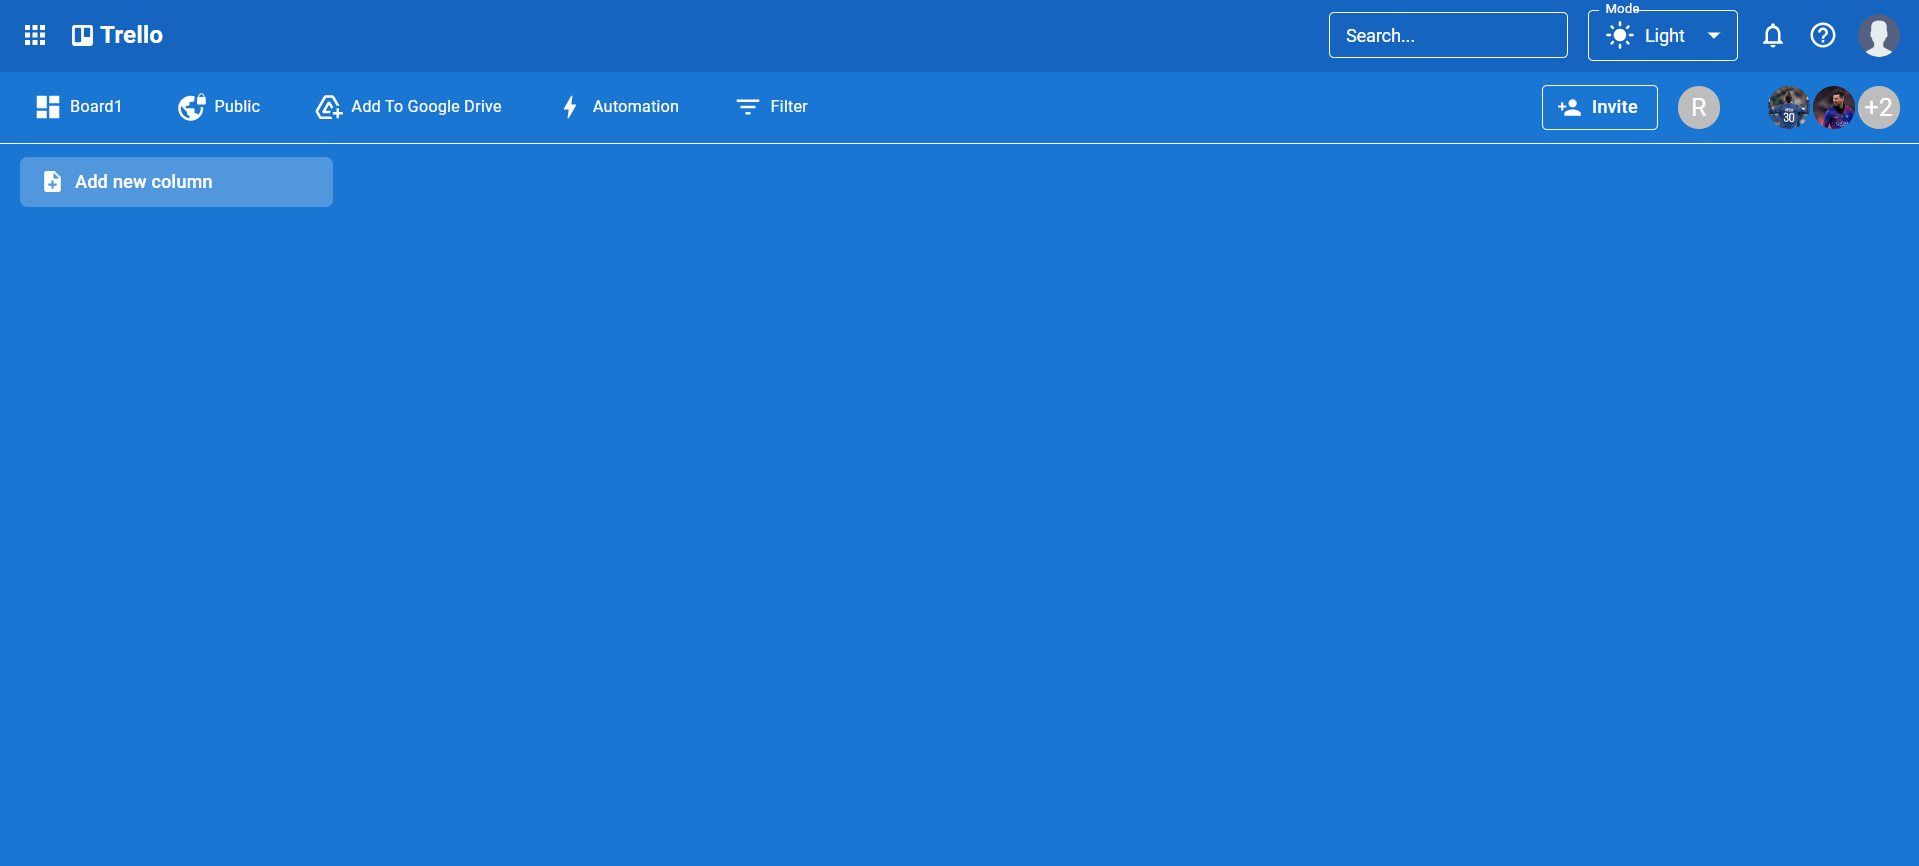 Trello
Search...
Mode
Light
Board1
Public
Add To Google Drive
Automation
Filter
Invite
R
30
+2
Add new column